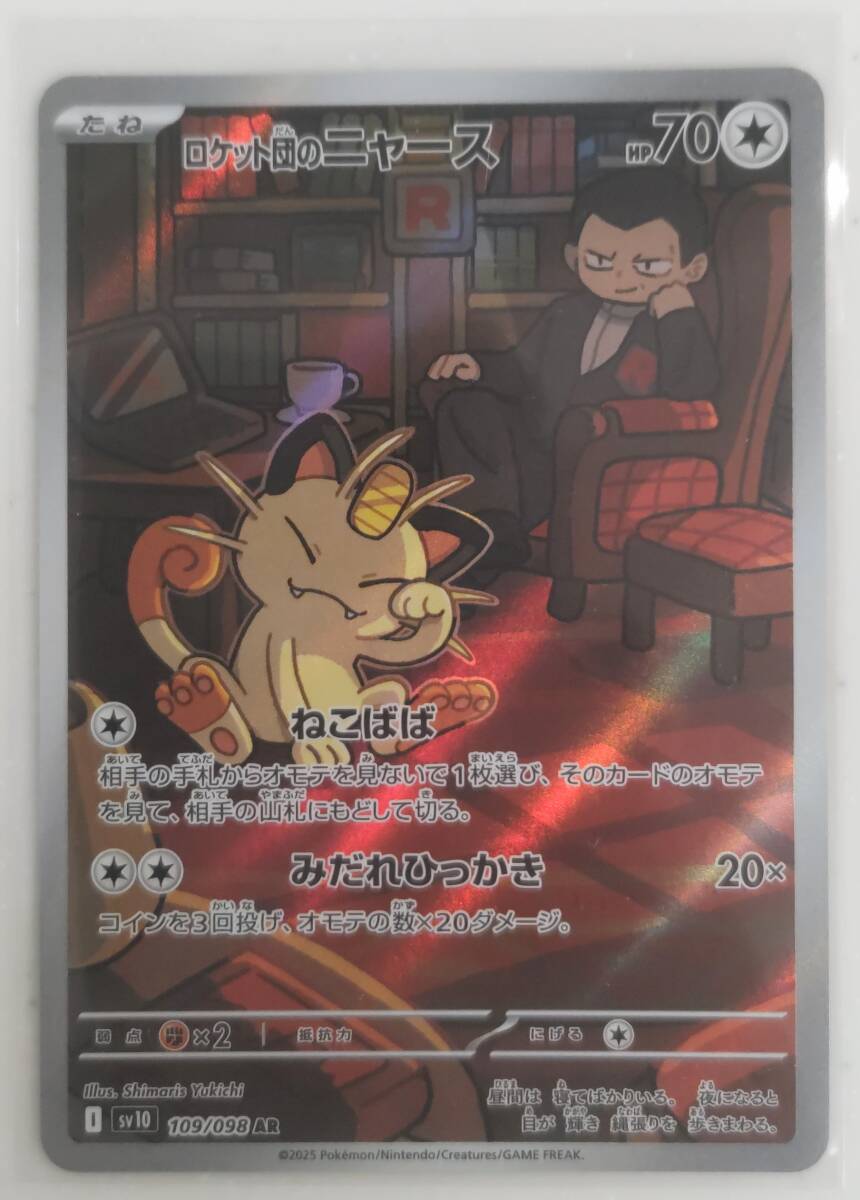 たね
ロケット団のニャース HP70
R
ねこばば
相手の手札からオモテを見ないで1枚選び、そのカードのオモテ
を見て、相手の山札にもどして切る。
みだれひっかき 20×
コインを3回投げ、オモテの数×20ダメージ。
弱点 ×2 抵抗力 にげる
Illus. Shimaris Yukichi
昼間は 寝てばかりいる。 夜になると
I sv10 109/098 AR
目が 輝き 縄張りを 歩きまわる。
©2025 Pokémon/Nintendo/Creatures/GAME FREAK.